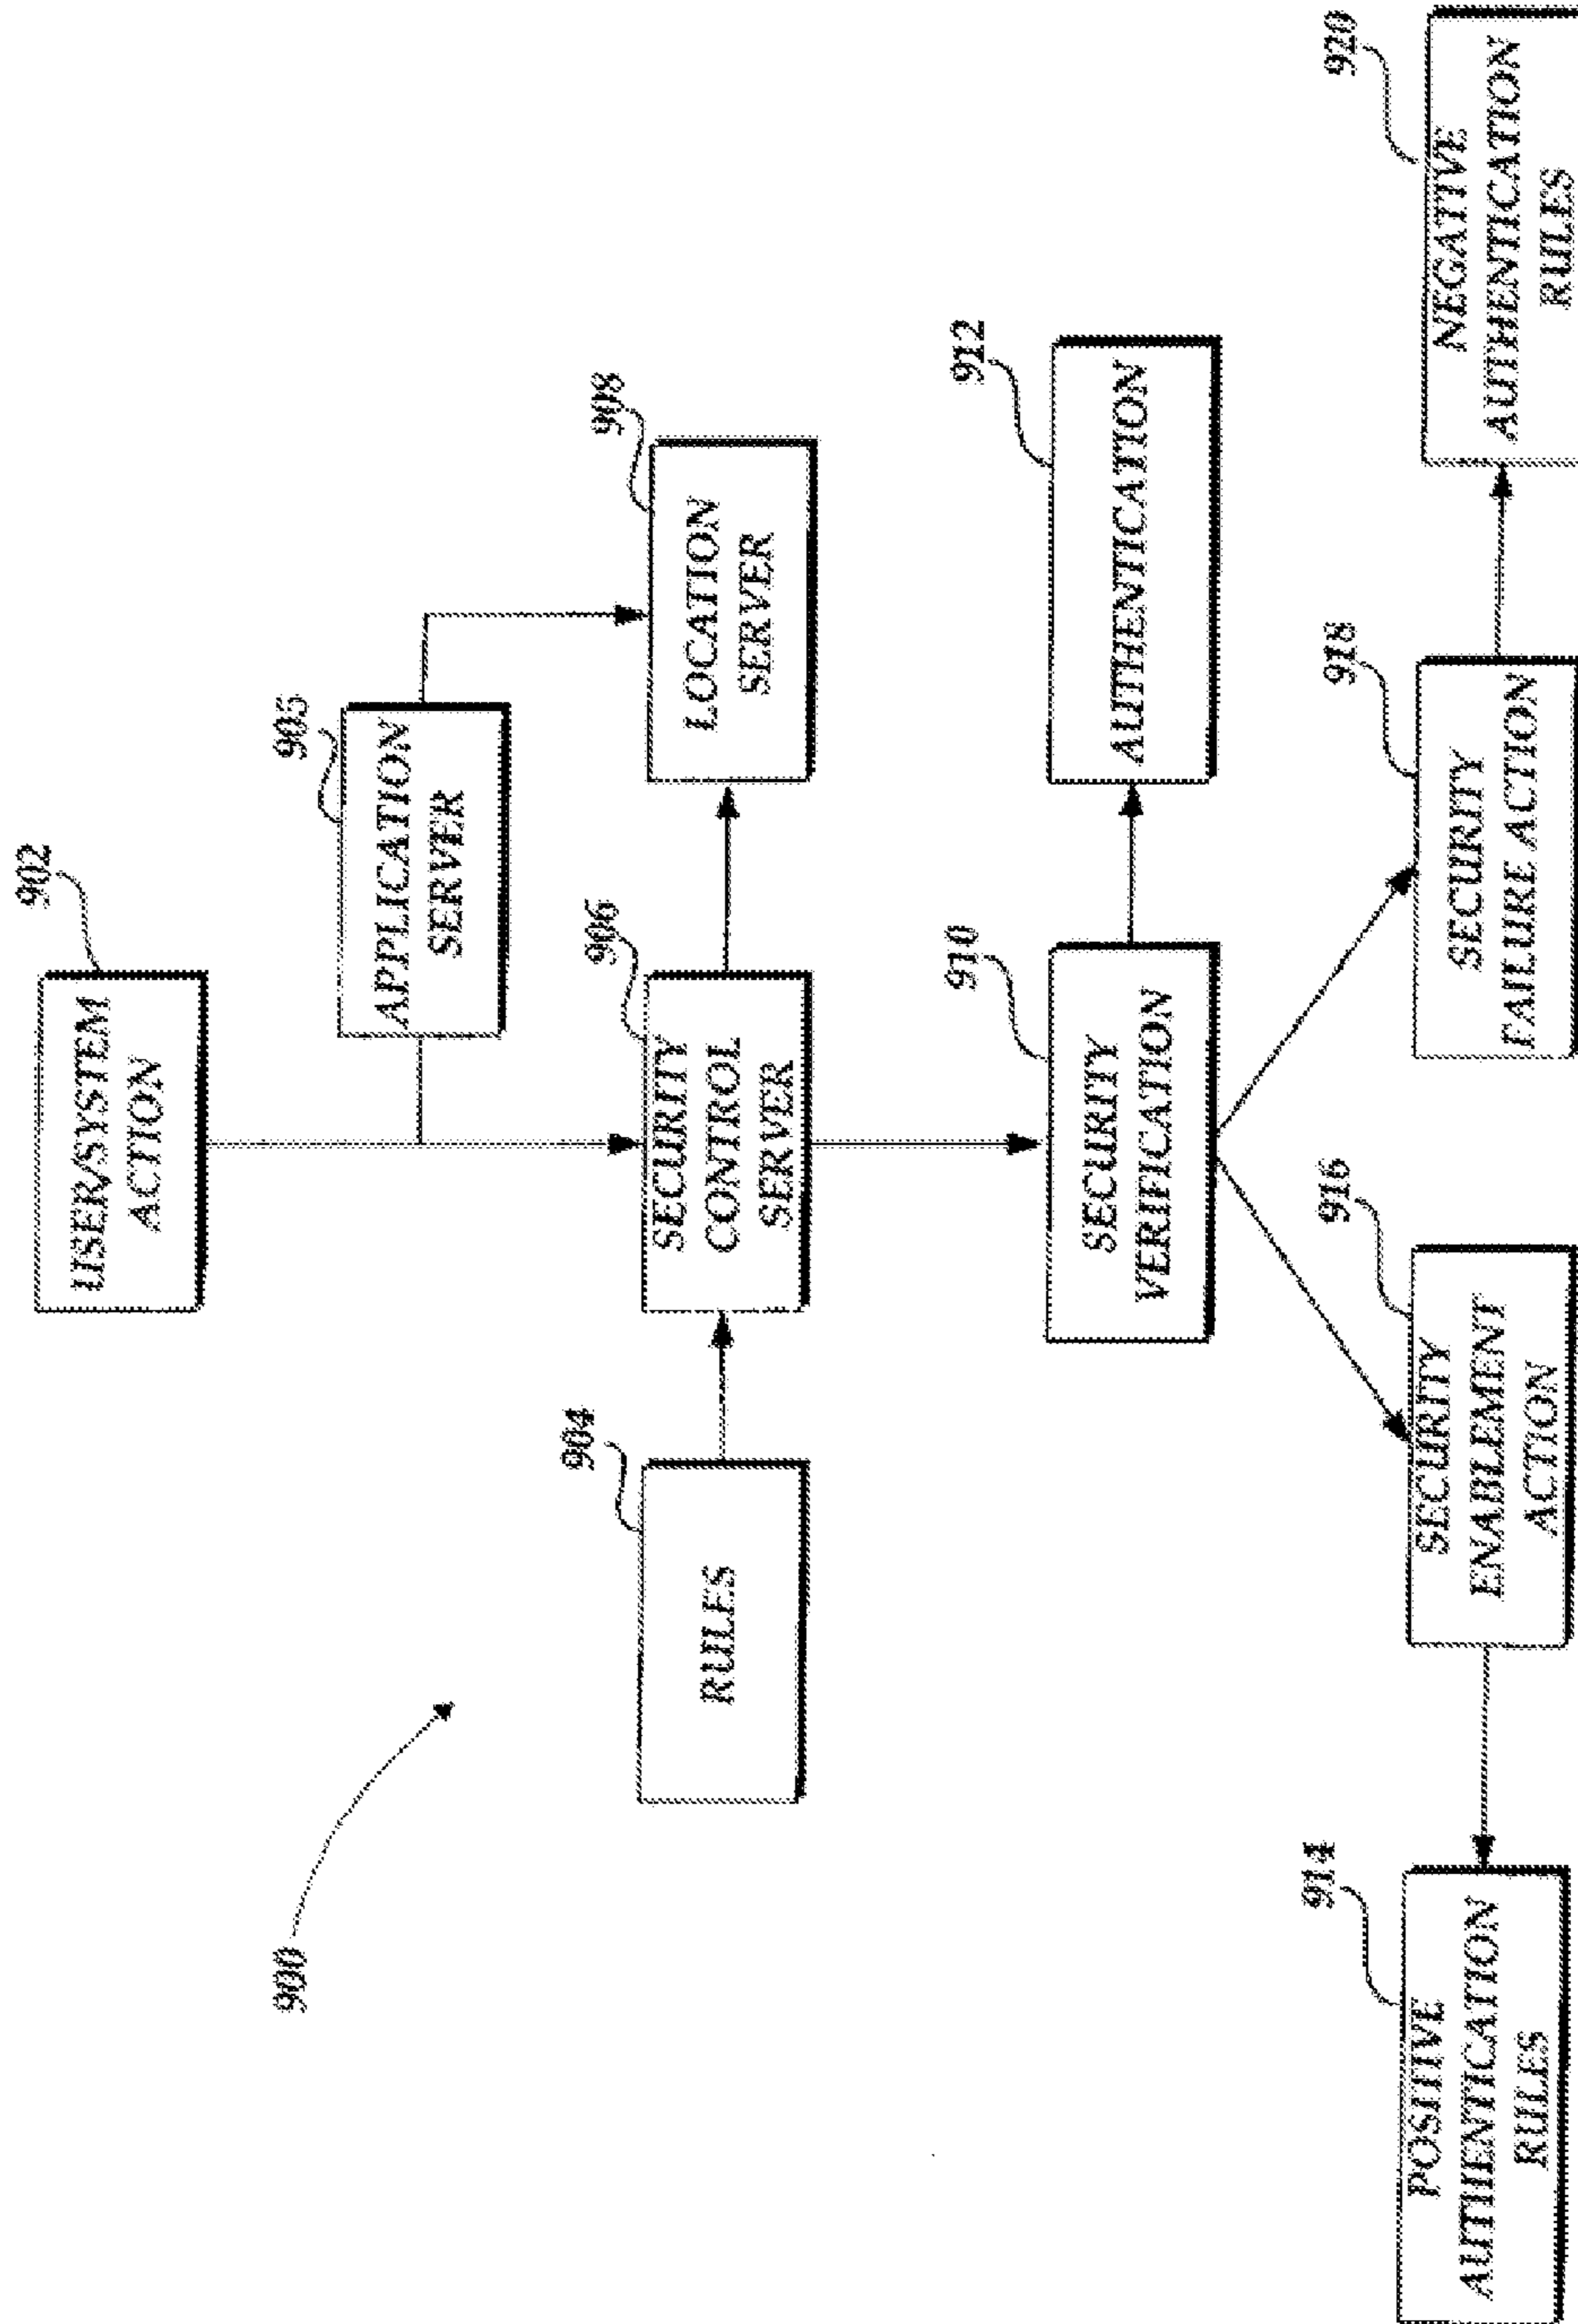 900
902
USER/SYSTEM
ACTION
905
APPLICATION
SERVER
904
RULES
906
SECURITY
CONTROL
SERVER
908
LOCATION
SERVER
910
SECURITY
VERIFICATION
912
AUTHENTICATION
914
POSITIVE
AUTHENTICATION
RULES
916
SECURITY
ENABLEMENT
ACTION
918
SECURITY
FAILURE ACTION
920
NEGATIVE
AUTHENTICATION
RULES